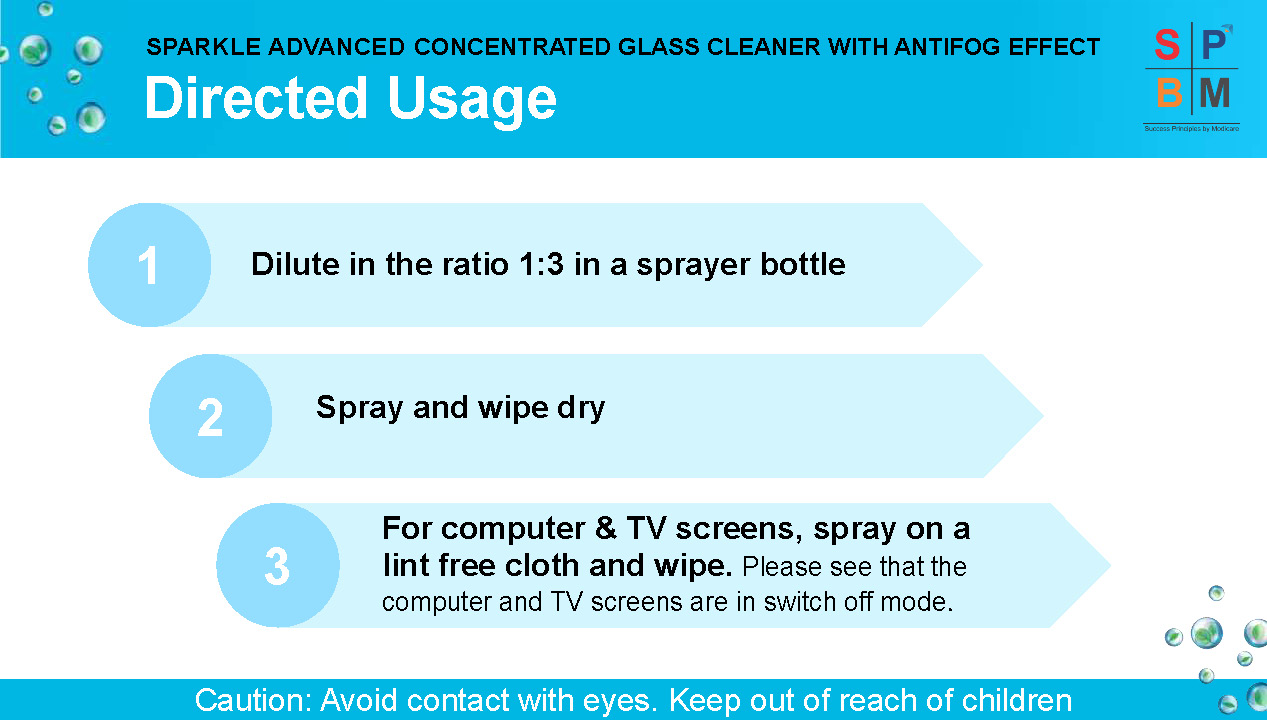 SPARKLE ADVANCED CONCENTRATED GLASS CLEANER WITH ANTIFOG EFFECT
Directed Usage
S P
B M
Success Principles by Modicare
1
Dilute in the ratio 1:3 in a sprayer bottle
2
Spray and wipe dry
3
For computer & TV screens, spray on a
lint free cloth and wipe. Please see that the
computer and TV screens are in switch off mode.
Caution: Avoid contact with eyes. Keep out of reach of children